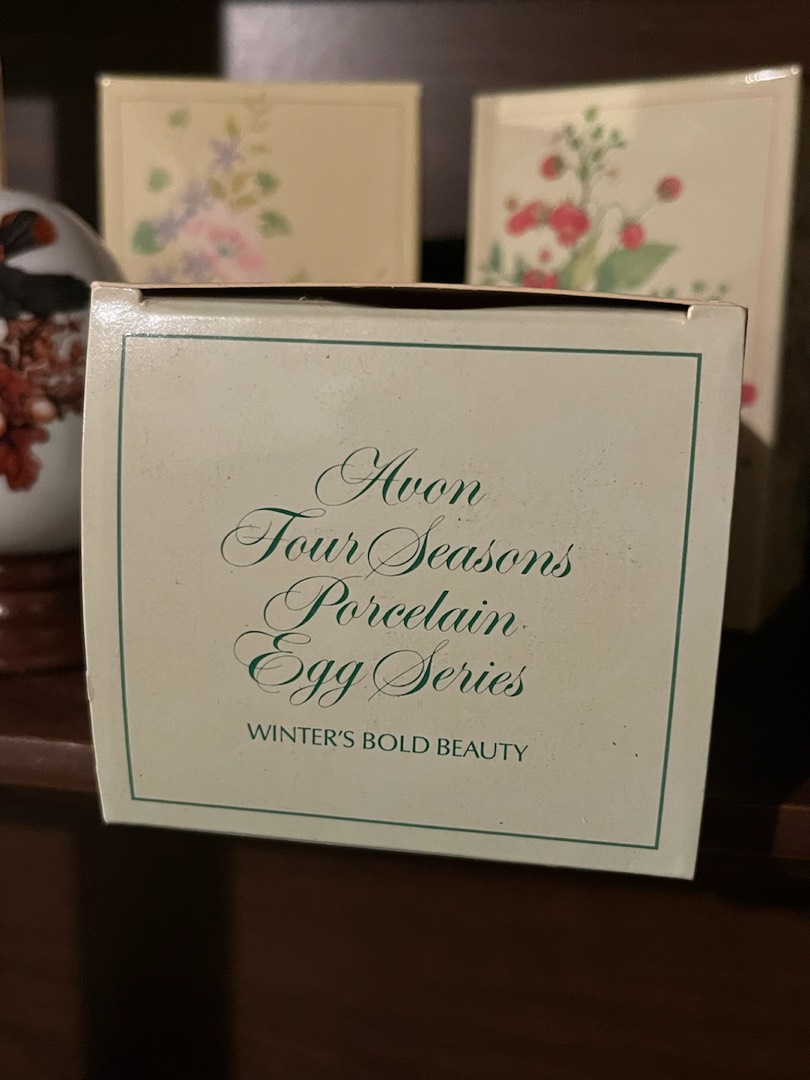 Avon
Four Seasons
Porcelain
Egg Series
WINTER'S BOLD BEAUTY